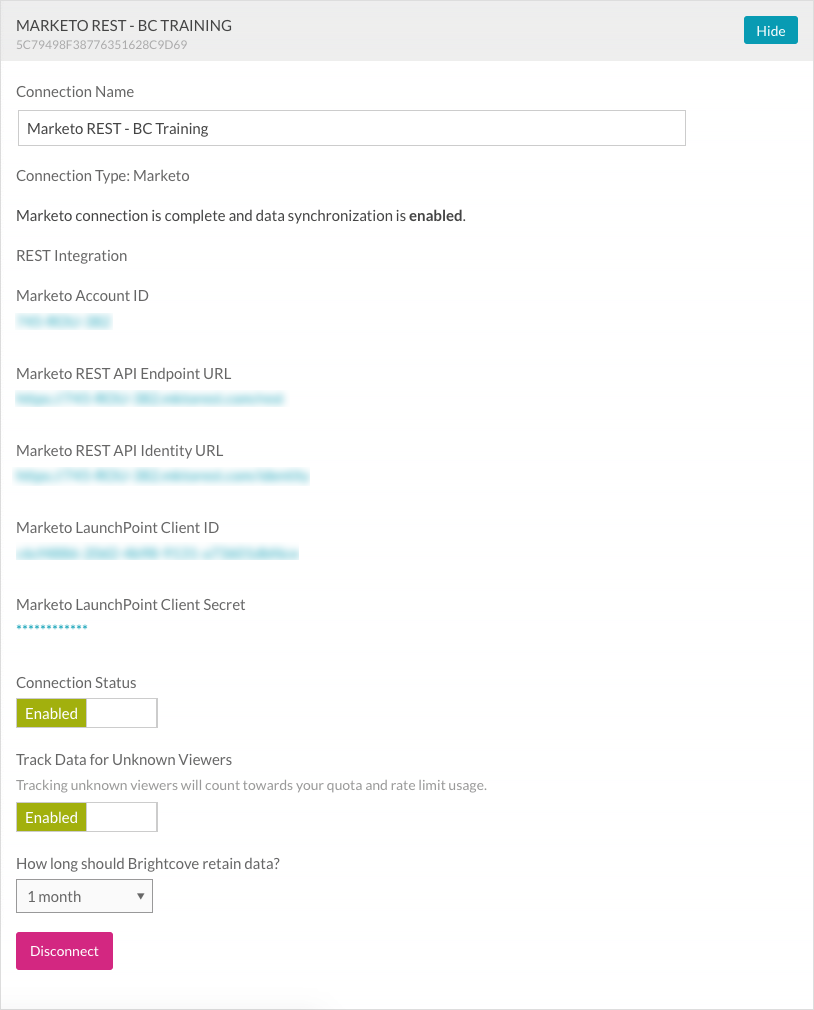 MARKETO REST - BC TRAINING
5C79498F38776351628C9D69
Hide
Connection Name
Marketo REST - BC Training
Connection Type: Marketo
Marketo connection is complete and data synchronization is enabled.
REST Integration
Marketo Account ID
Marketo REST API Endpoint URL
Marketo REST API Identity URL
Marketo LaunchPoint Client ID
Marketo LaunchPoint Client Secret
************
Connection Status
Enabled
Track Data for Unknown Viewers
Tracking unknown viewers will count towards your quota and rate limit usage.
Enabled
How long should Brightcove retain data?
1 month
Disconnect